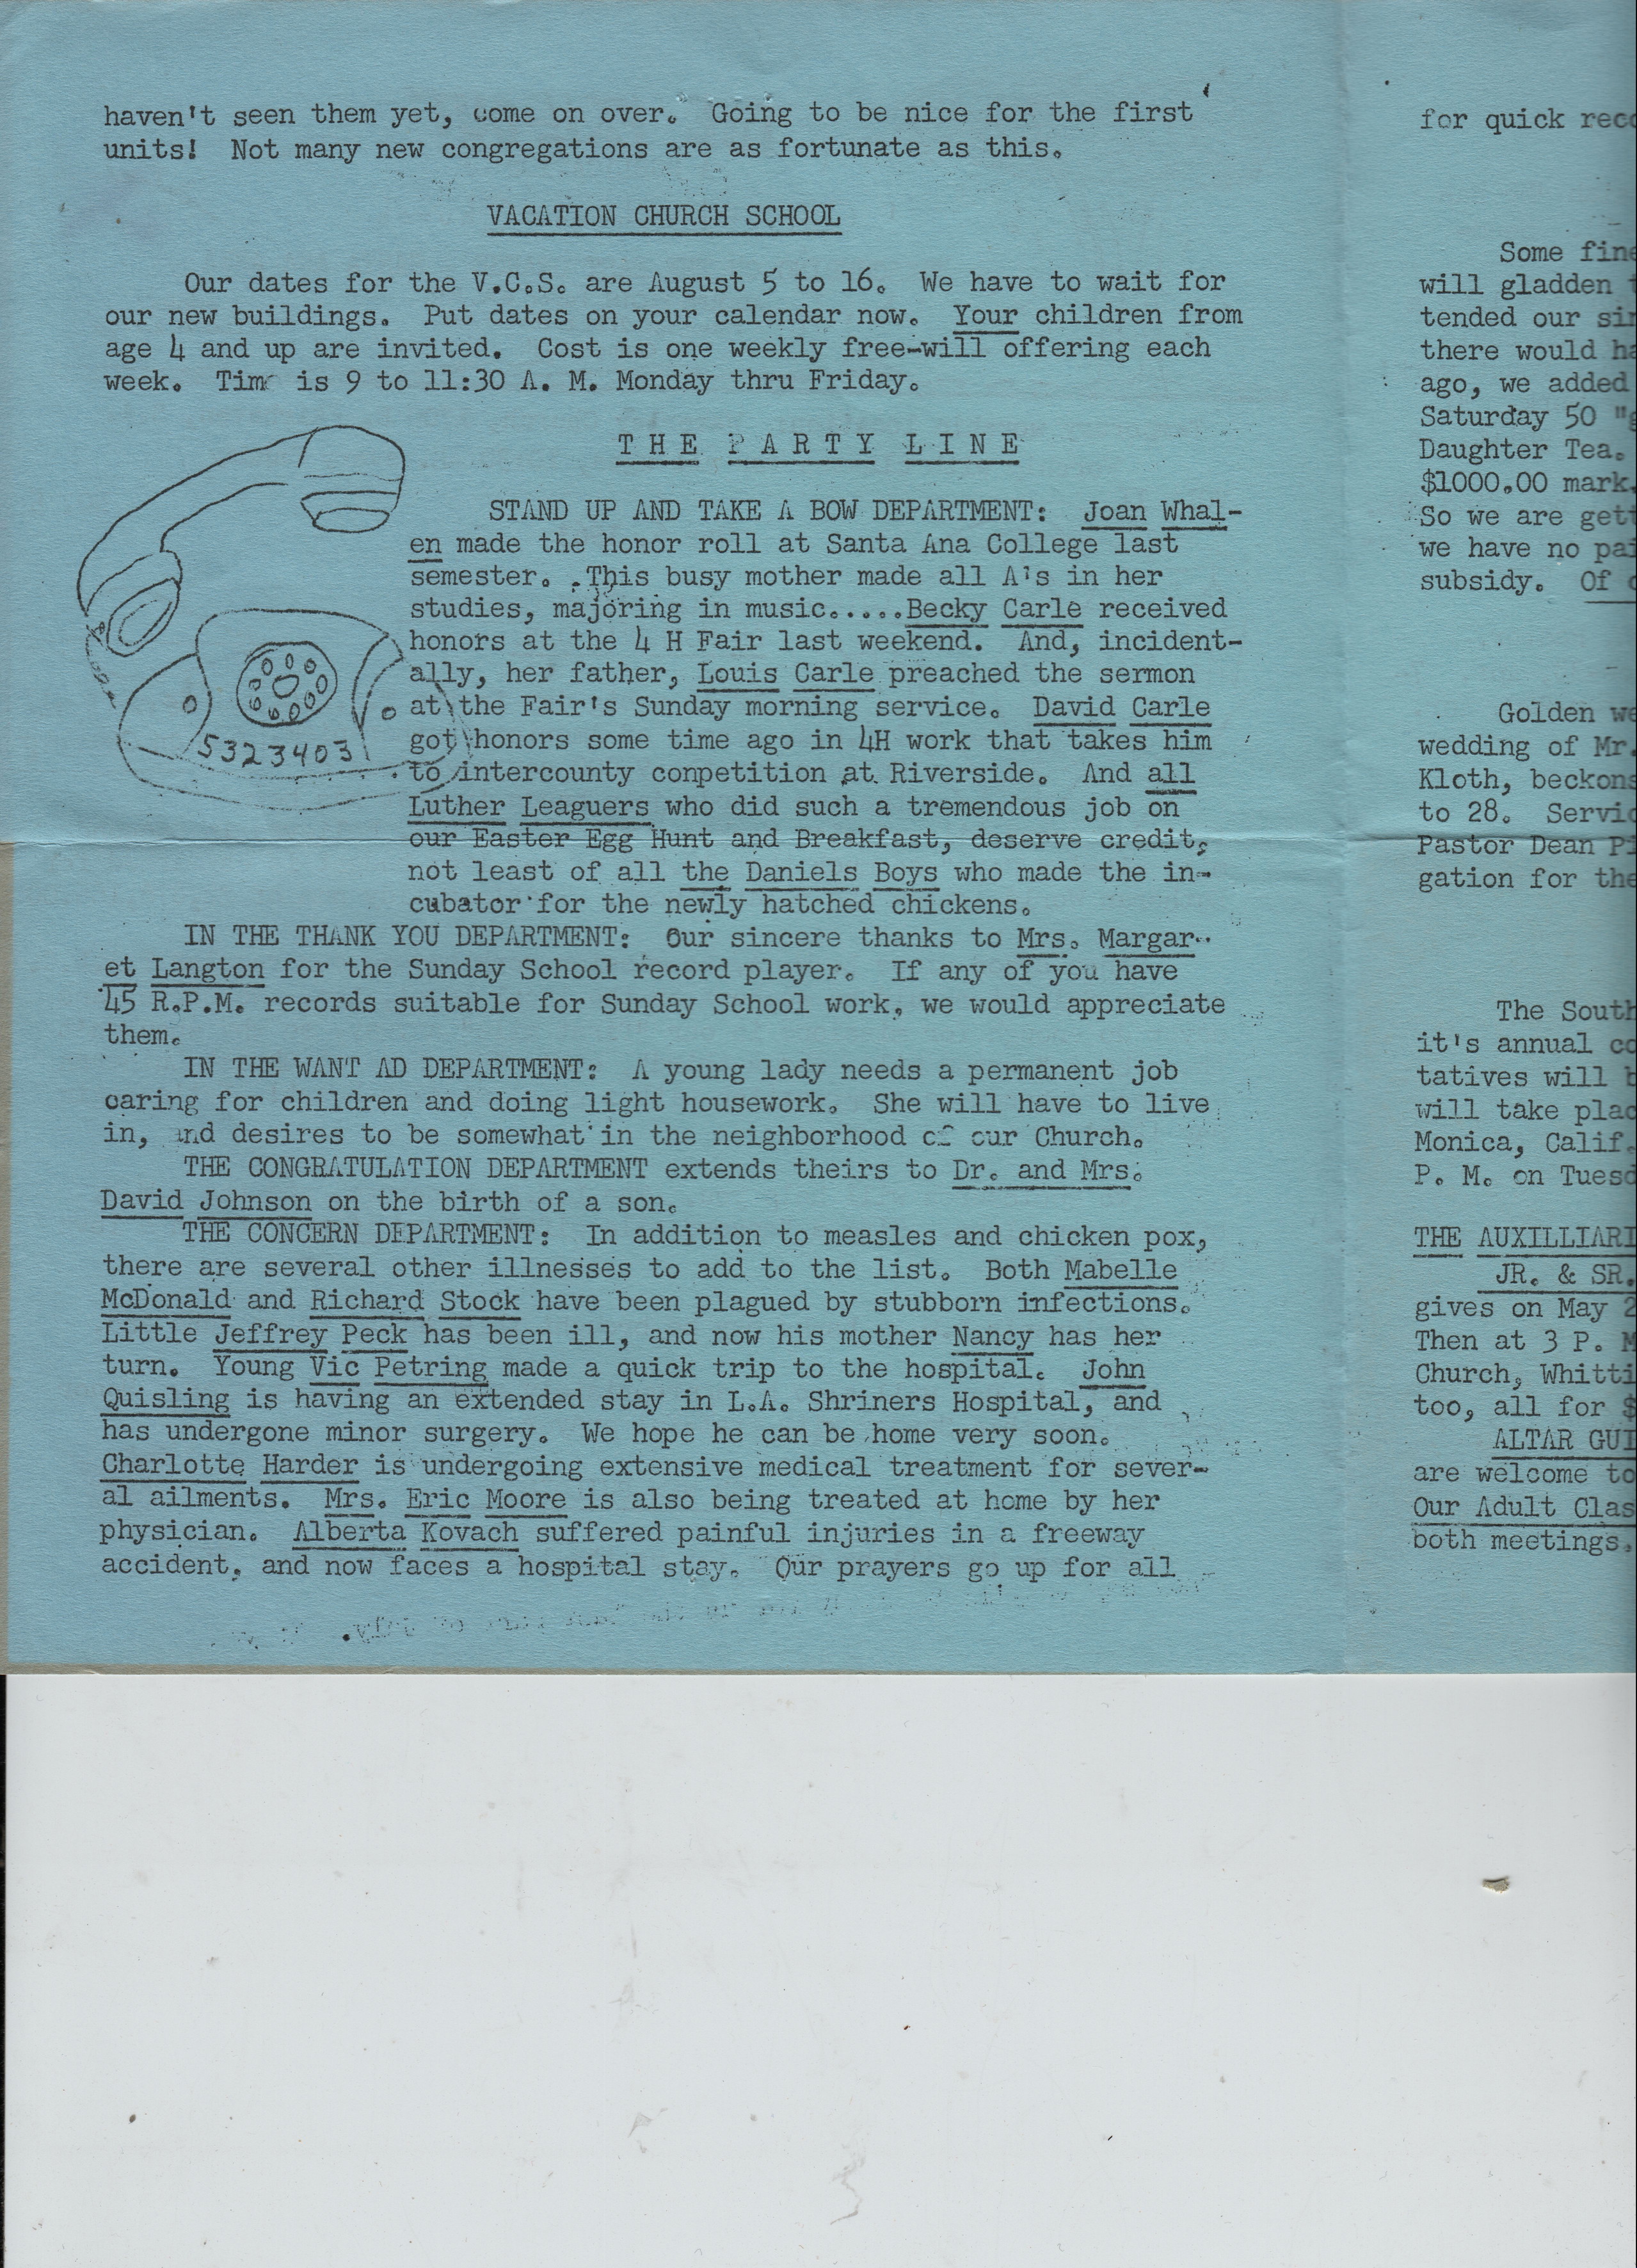 haven't seen them yet, come on over. Going to be nice for the first
units! Not many new congregations are as fortunate as this.
VACATION CHURCH SCHOOL
Our dates for the V.C.S. are August 5 to 16. We have to wait for
our new buildings. Put dates on your calendar now. Your children from
age 4 and up are invited. Cost is one weekly free-will offering each
week. Time is 9 to 11:30 A. M. Monday thru Friday.
THE PARTY LINE
STAND UP AND TAKE A BOW DEPARTMENT: Joan Whal-
en made the honor roll at Santa Ana College last
semester. This busy mother made all A's in her
studies, majoring in music.....Becky Carle received
honors at the 4 H Fair last weekend. And, incident-
ally, her father, Louis Carle preached the sermon
at the Fair's Sunday morning service. David Carle
got honors some time ago in 4H work that takes him
to intercounty conpetition at Riverside. And all
Luther Leaguers who did such a tremendous job on
our Easter Egg Hunt and Breakfast, deserve credit,
not least of all the Daniels Boys who made the in-
cubator for the newly hatched chickens.
5323403
IN THE THANK YOU DEPARTMENT: Our sincere thanks to Mrs. Margar-
et Langton for the Sunday School record player. If any of you have
45 R.P.M. records suitable for Sunday School work, we would appreciate
them.
IN THE WANT AD DEPARTMENT: A young lady needs a permanent job
caring for children and doing light housework. She will have to live
in, and desires to be somewhat in the neighborhood of our Church.
THE CONGRATULATION DEPARTMENT extends theirs to Dr. and Mrs.
David Johnson on the birth of a son.
THE CONCERN DEPARTMENT: In addition to measles and chicken pox,
there are several other illnesses to add to the list. Both Mabelle
McDonald and Richard Stock have been plagued by stubborn infections.
Little Jeffrey Peck has been ill, and now his mother Nancy has her
turn. Young Vic Petring made a quick trip to the hospital. John
Quisling is having an extended stay in L.A. Shriners Hospital, and
has undergone minor surgery. We hope he can be home very soon.
Charlotte Harder is undergoing extensive medical treatment for sever-
al ailments. Mrs. Eric Moore is also being treated at home by her
physician. Alberta Kovach suffered painful injuries in a freeway
accident, and now faces a hospital stay. Our prayers go up for all
for quick
Some
will gladden
tended our
there would
ago, we added
Saturday 50
Daughter Tea.
$1000.00 mark.
So we are
we have no
subsidy. Of
Golden
wedding of Mr.
Kloth,
to 28.
Pastor Dean
gation for the
The
it's annual
tatives will
will take
Monica, Calif.
P. M. on
THE
JR. & SR.
gives on May
Then at 3 P.
Church,
too, all for $
ALTAR
are welcome to
Our Adult
both meetings.